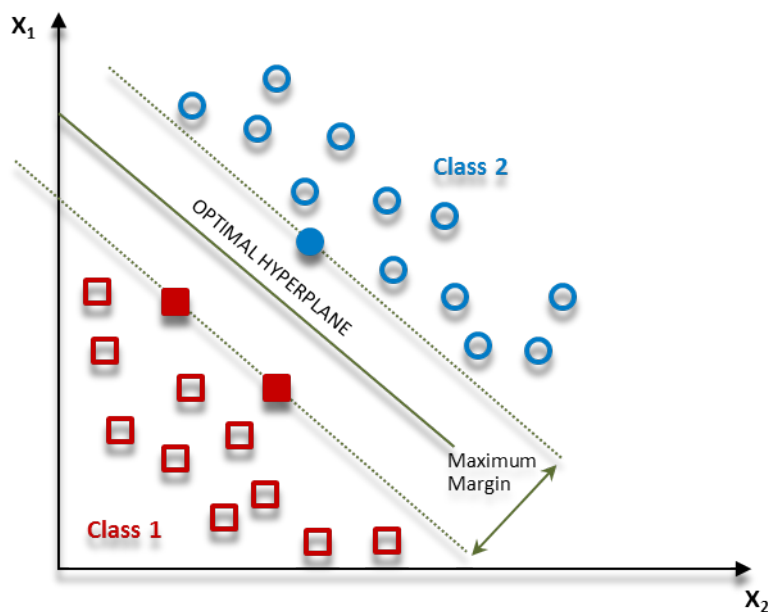 X₁
Class 2
OPTIMAL HYPERPLANE
Maximum
Margin
Class 1
X₂